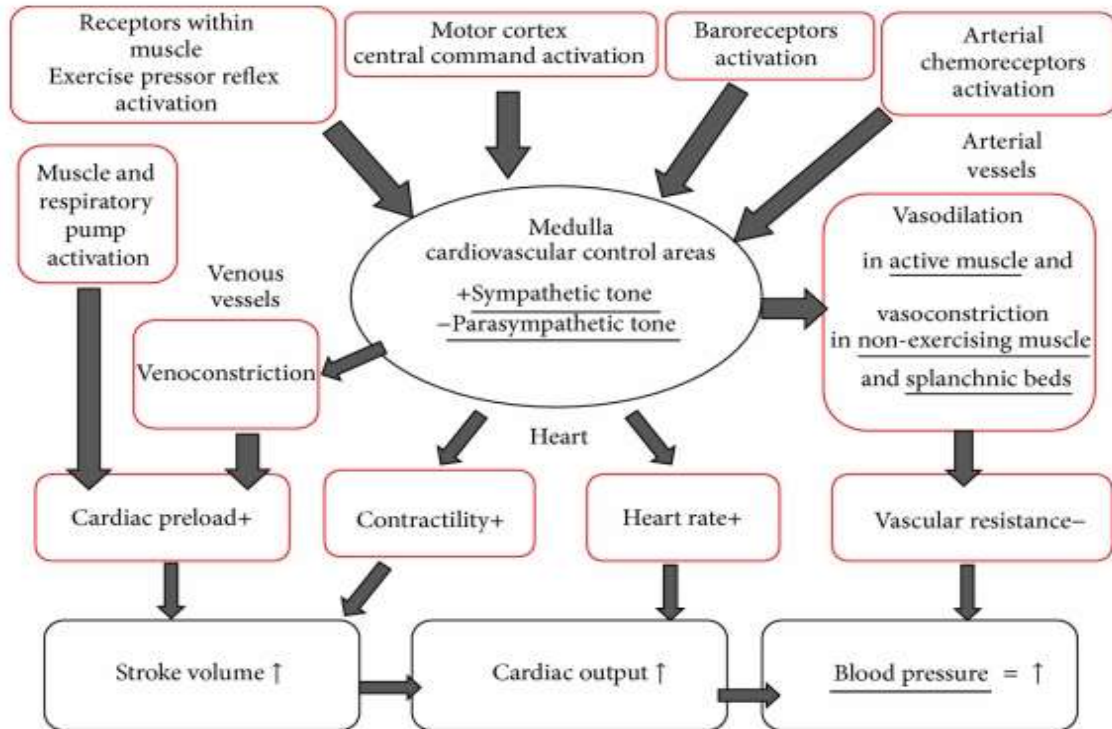 Receptors within
muscle
Exercise pressor reflex
activation
Motor cortex
central command activation
Baroreceptors
activation
Arterial
chemoreceptors
activation
Muscle and
respiratory
pump
activation
Venous
vessels
Venoconstriction
Medulla
cardiovascular control areas
+Sympathetic tone
−Parasympathetic tone
Arterial
vessels
Vasodilation
in active muscle and
vasoconstriction
in non-exercising muscle
and splanchnic beds
Heart
Cardiac preload+
Contractility+
Heart rate+
Vascular resistance−
Stroke volume ↑
Cardiac output ↑
Blood pressure = ↑